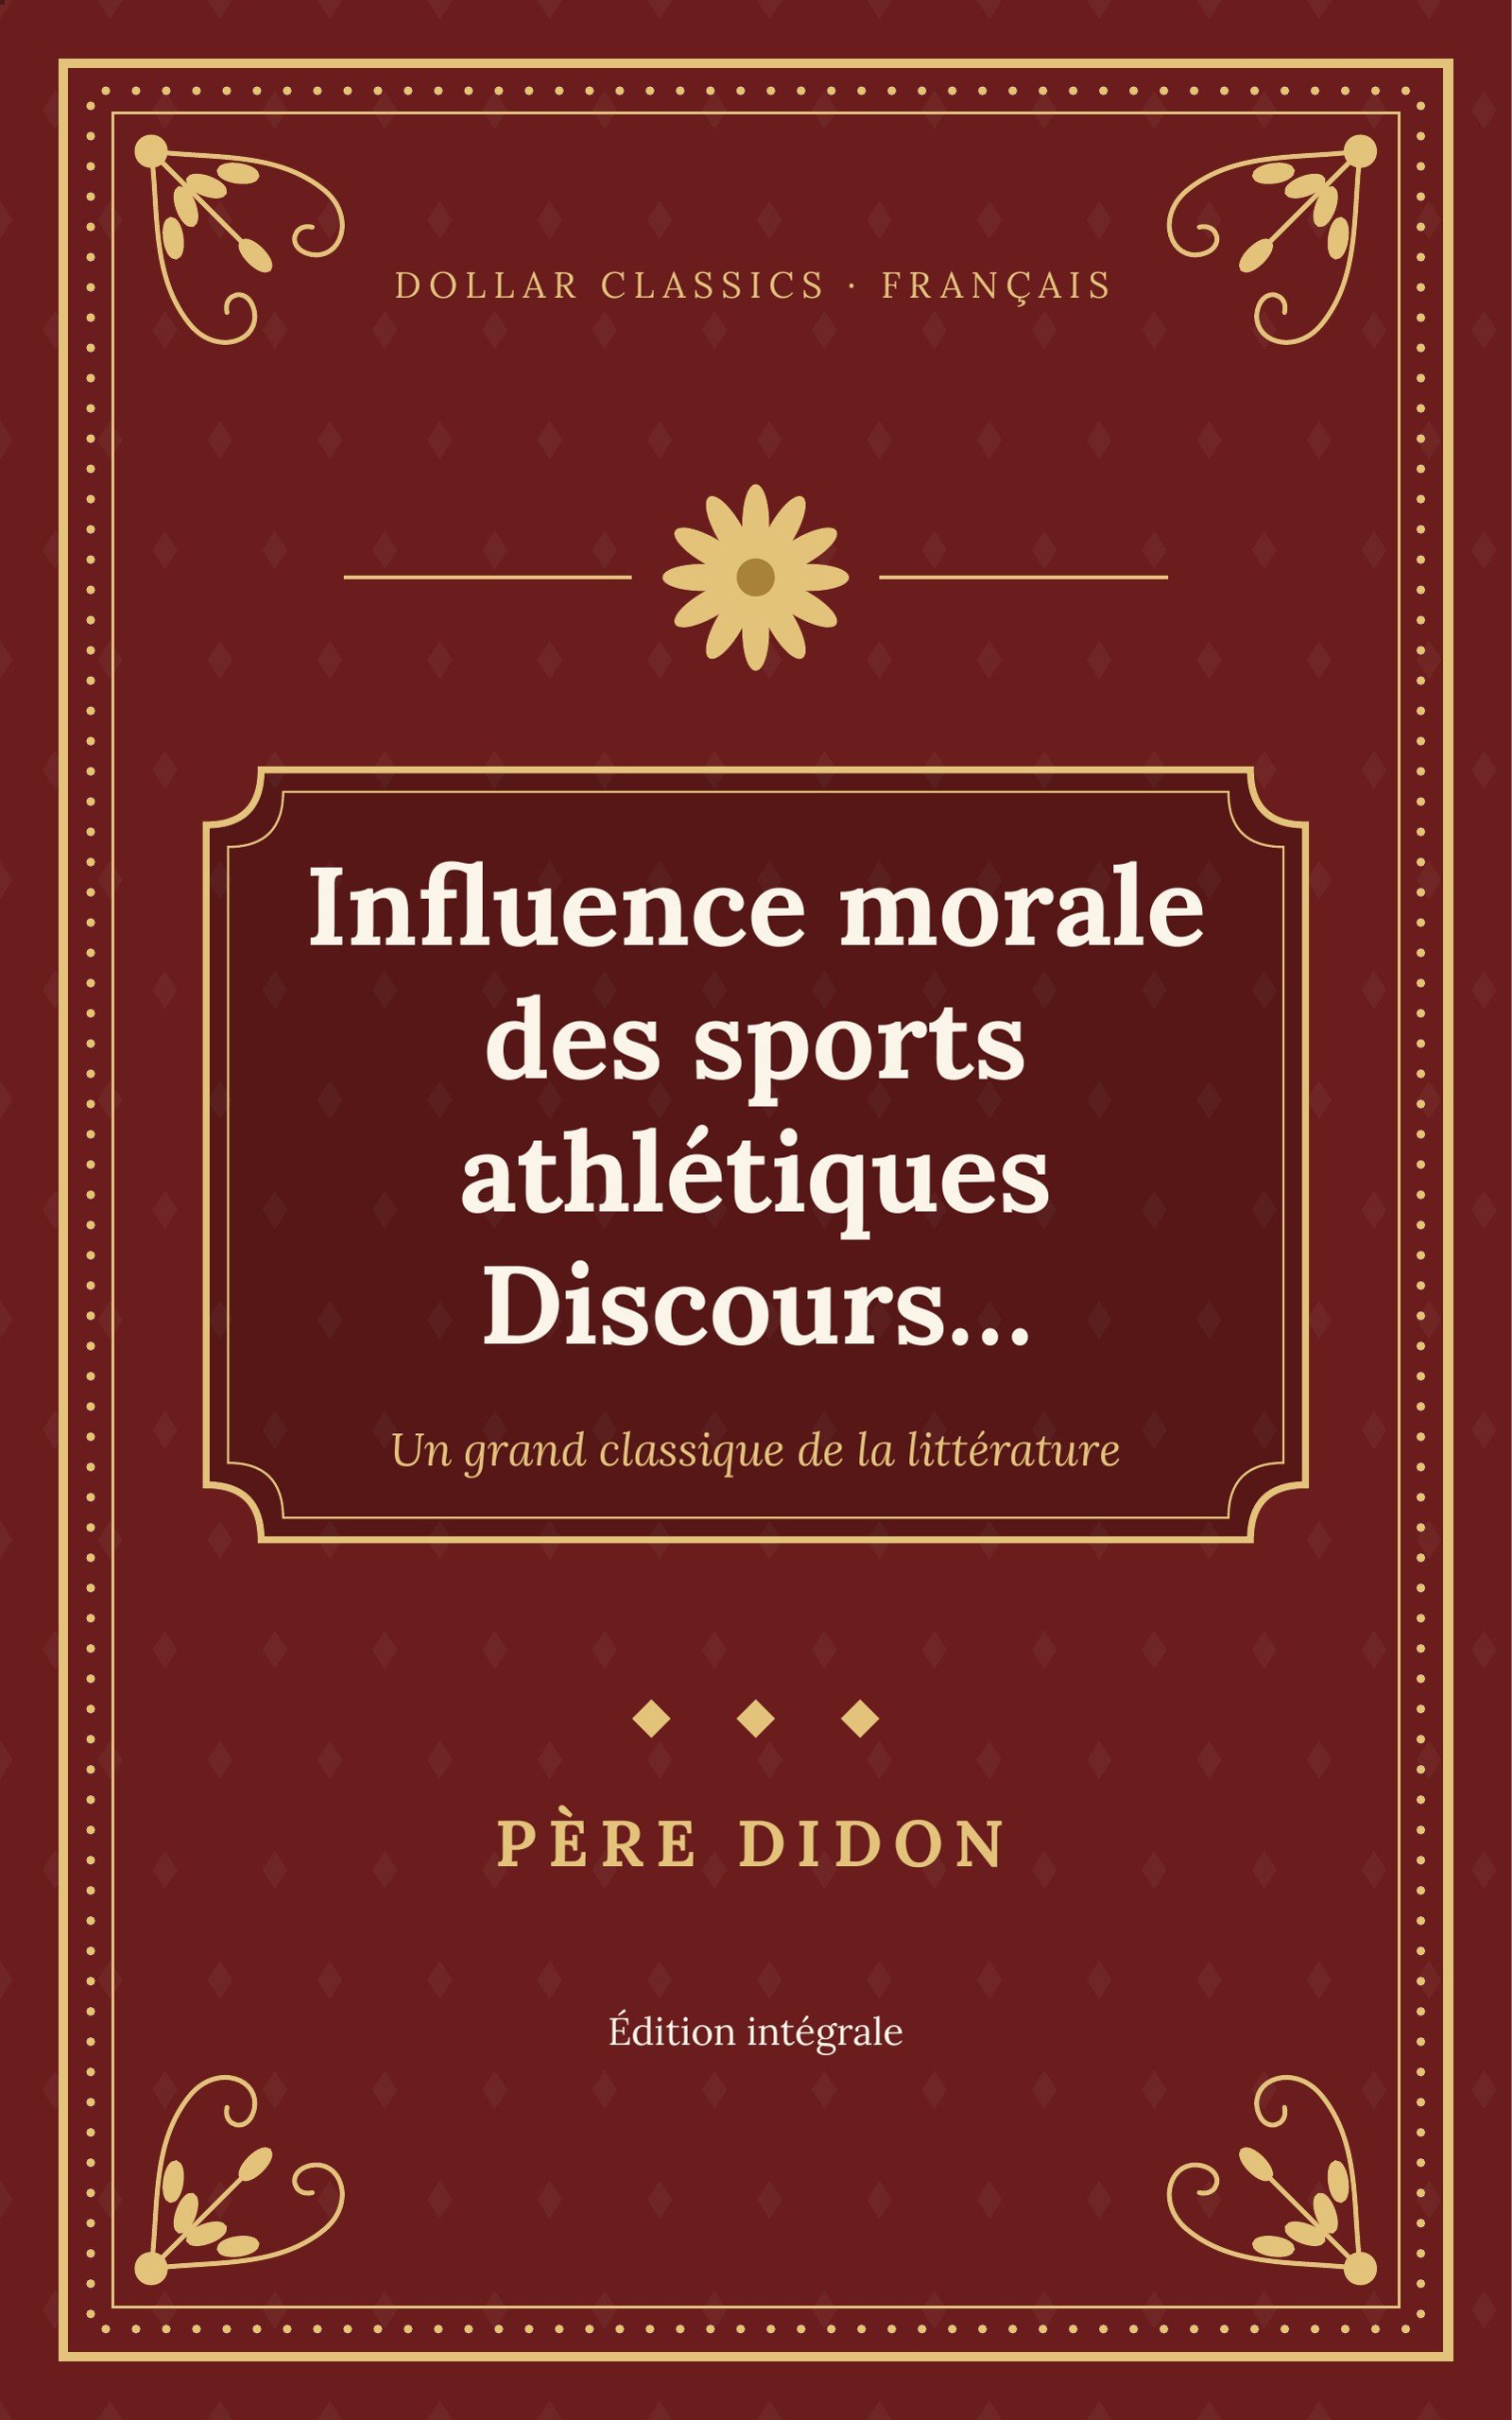 DOLLAR CLASSICS · FRANÇAIS
Influence morale
des sports
athlétiques
Discours...
Un grand classique de la littérature
PÈRE DIDON
Édition intégrale